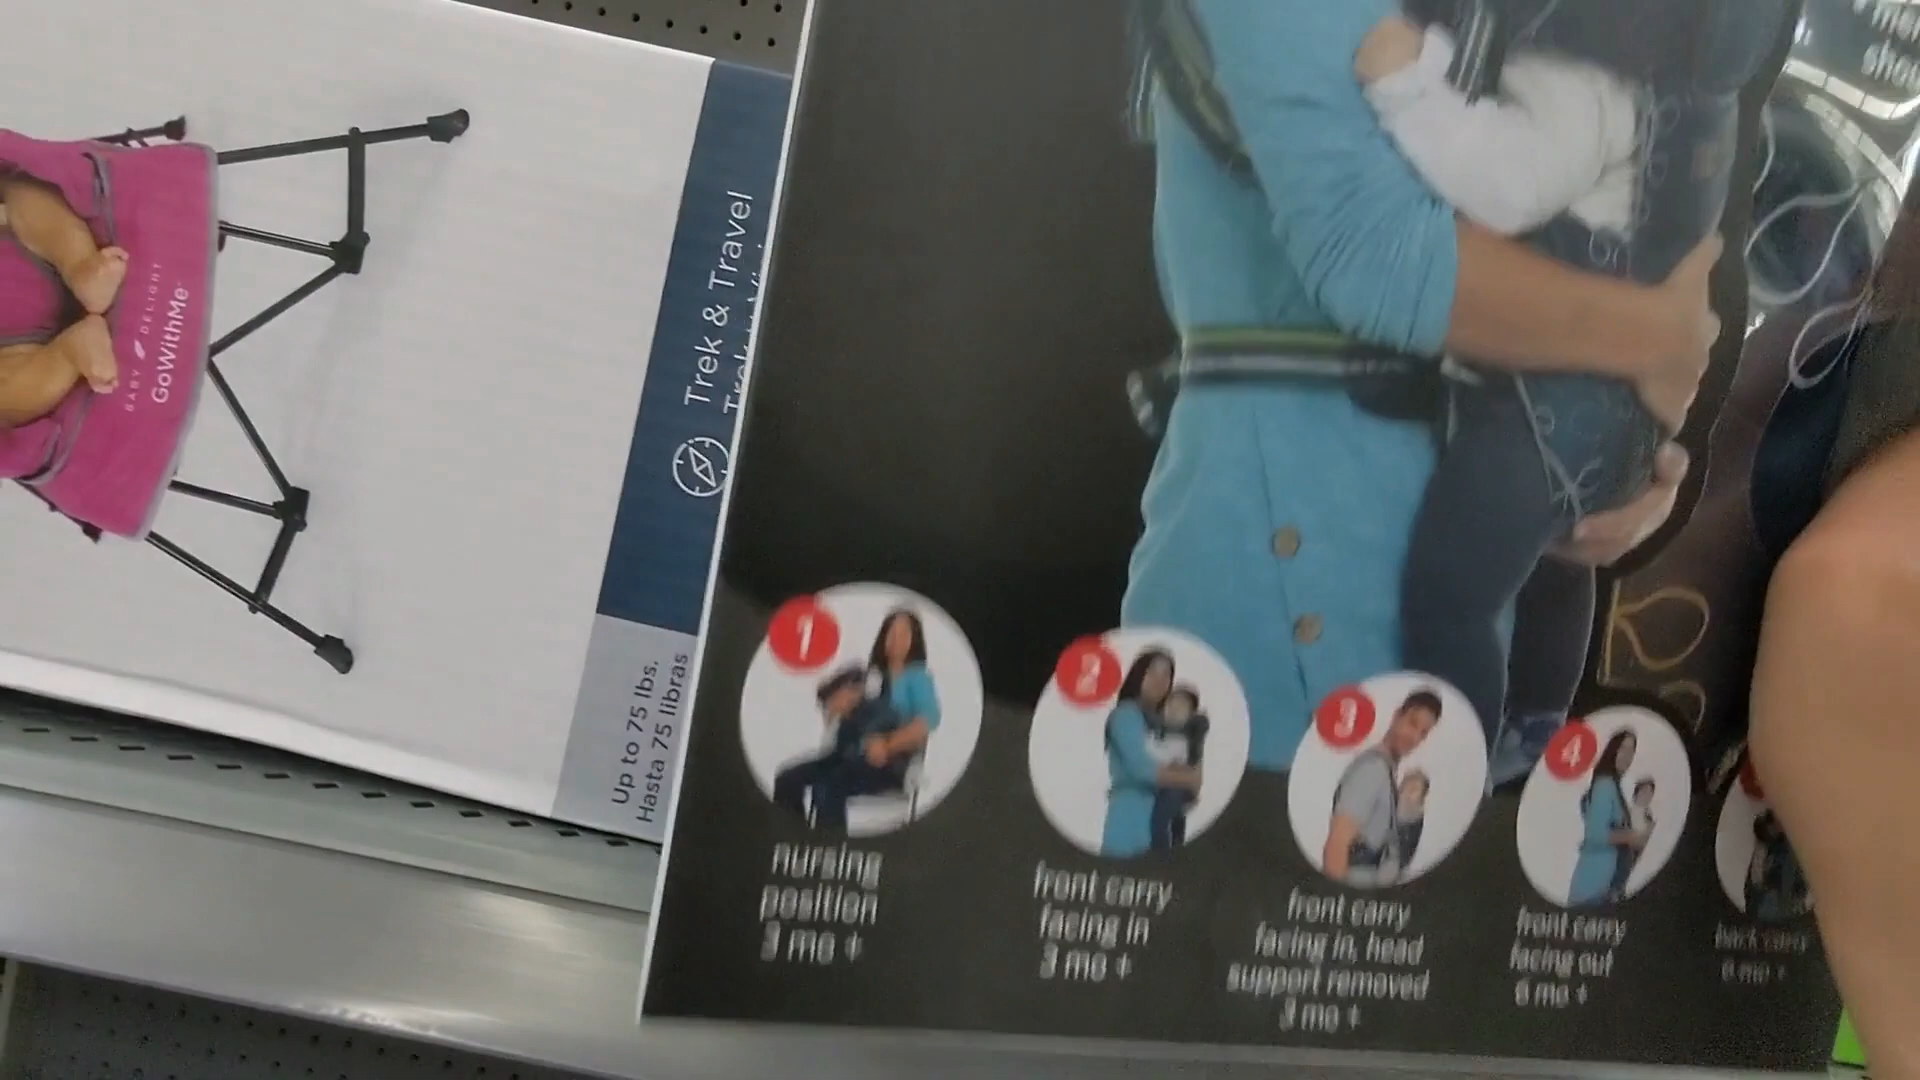 BABY DELIGHT
GoWithMe
Trek & Travel
Up to 75 lbs.
Hasta 75 libras
1
nursing
position
3 mo +
2
front carry
facing in
3 mo +
3
front carry
facing in, head
support removed
3 mo +
4
front carry
facing out
6 mo +
back carry
6 mo +